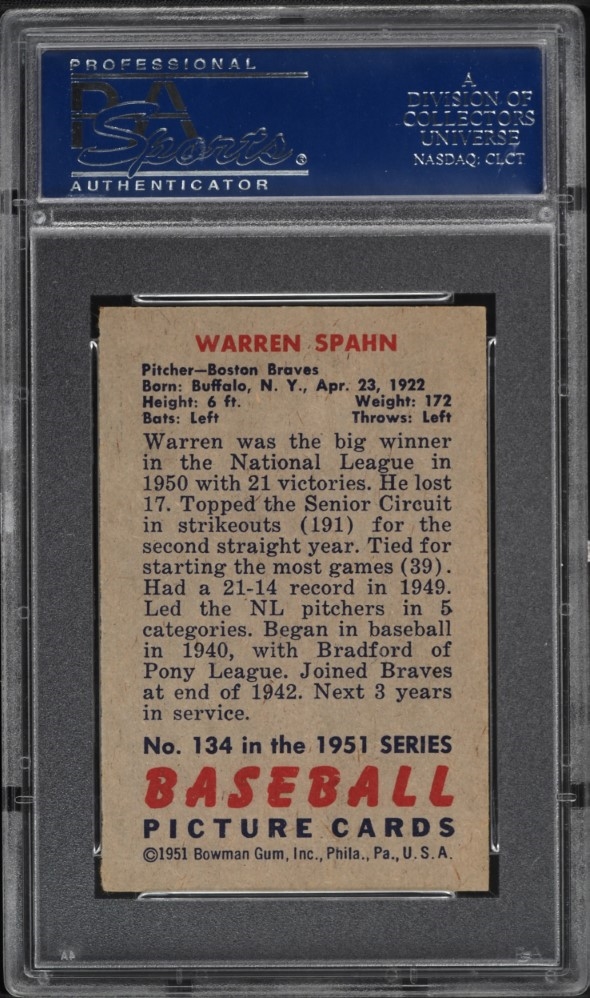 PROFESSIONAL
PSA
Sports®
AUTHENTICATOR
A
DIVISION OF
COLLECTORS
UNIVERSE
NASDAQ: CLCT
WARREN SPAHN
Pitcher—Boston Braves
Born: Buffalo, N. Y., Apr. 23, 1922
Height: 6 ft. Weight: 172
Bats: Left Throws: Left
Warren was the big winner
in the National League in
1950 with 21 victories. He lost
17. Topped the Senior Circuit
in strikeouts (191) for the
second straight year. Tied for
starting the most games (39).
Had a 21-14 record in 1949.
Led the NL pitchers in 5
categories. Began in baseball
in 1940, with Bradford of
Pony League. Joined Braves
at end of 1942. Next 3 years
in service.
No. 134 in the 1951 SERIES
BASEBALL
PICTURE CARDS
©1951 Bowman Gum, Inc., Phila., Pa., U. S. A.